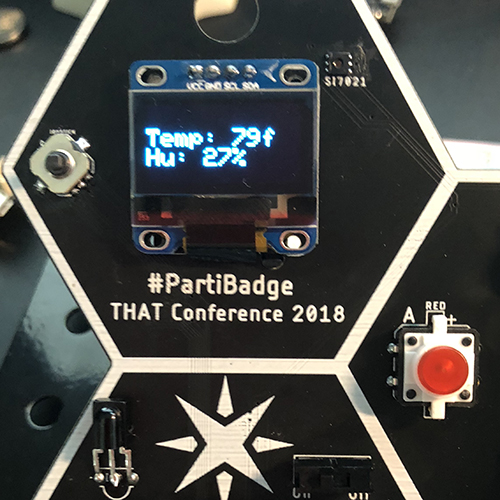 VCC GND SCL SDA
SI7021
Temp: 79f
Hu: 27%
#PartiBadge
THAT Conference 2018
RED
A +